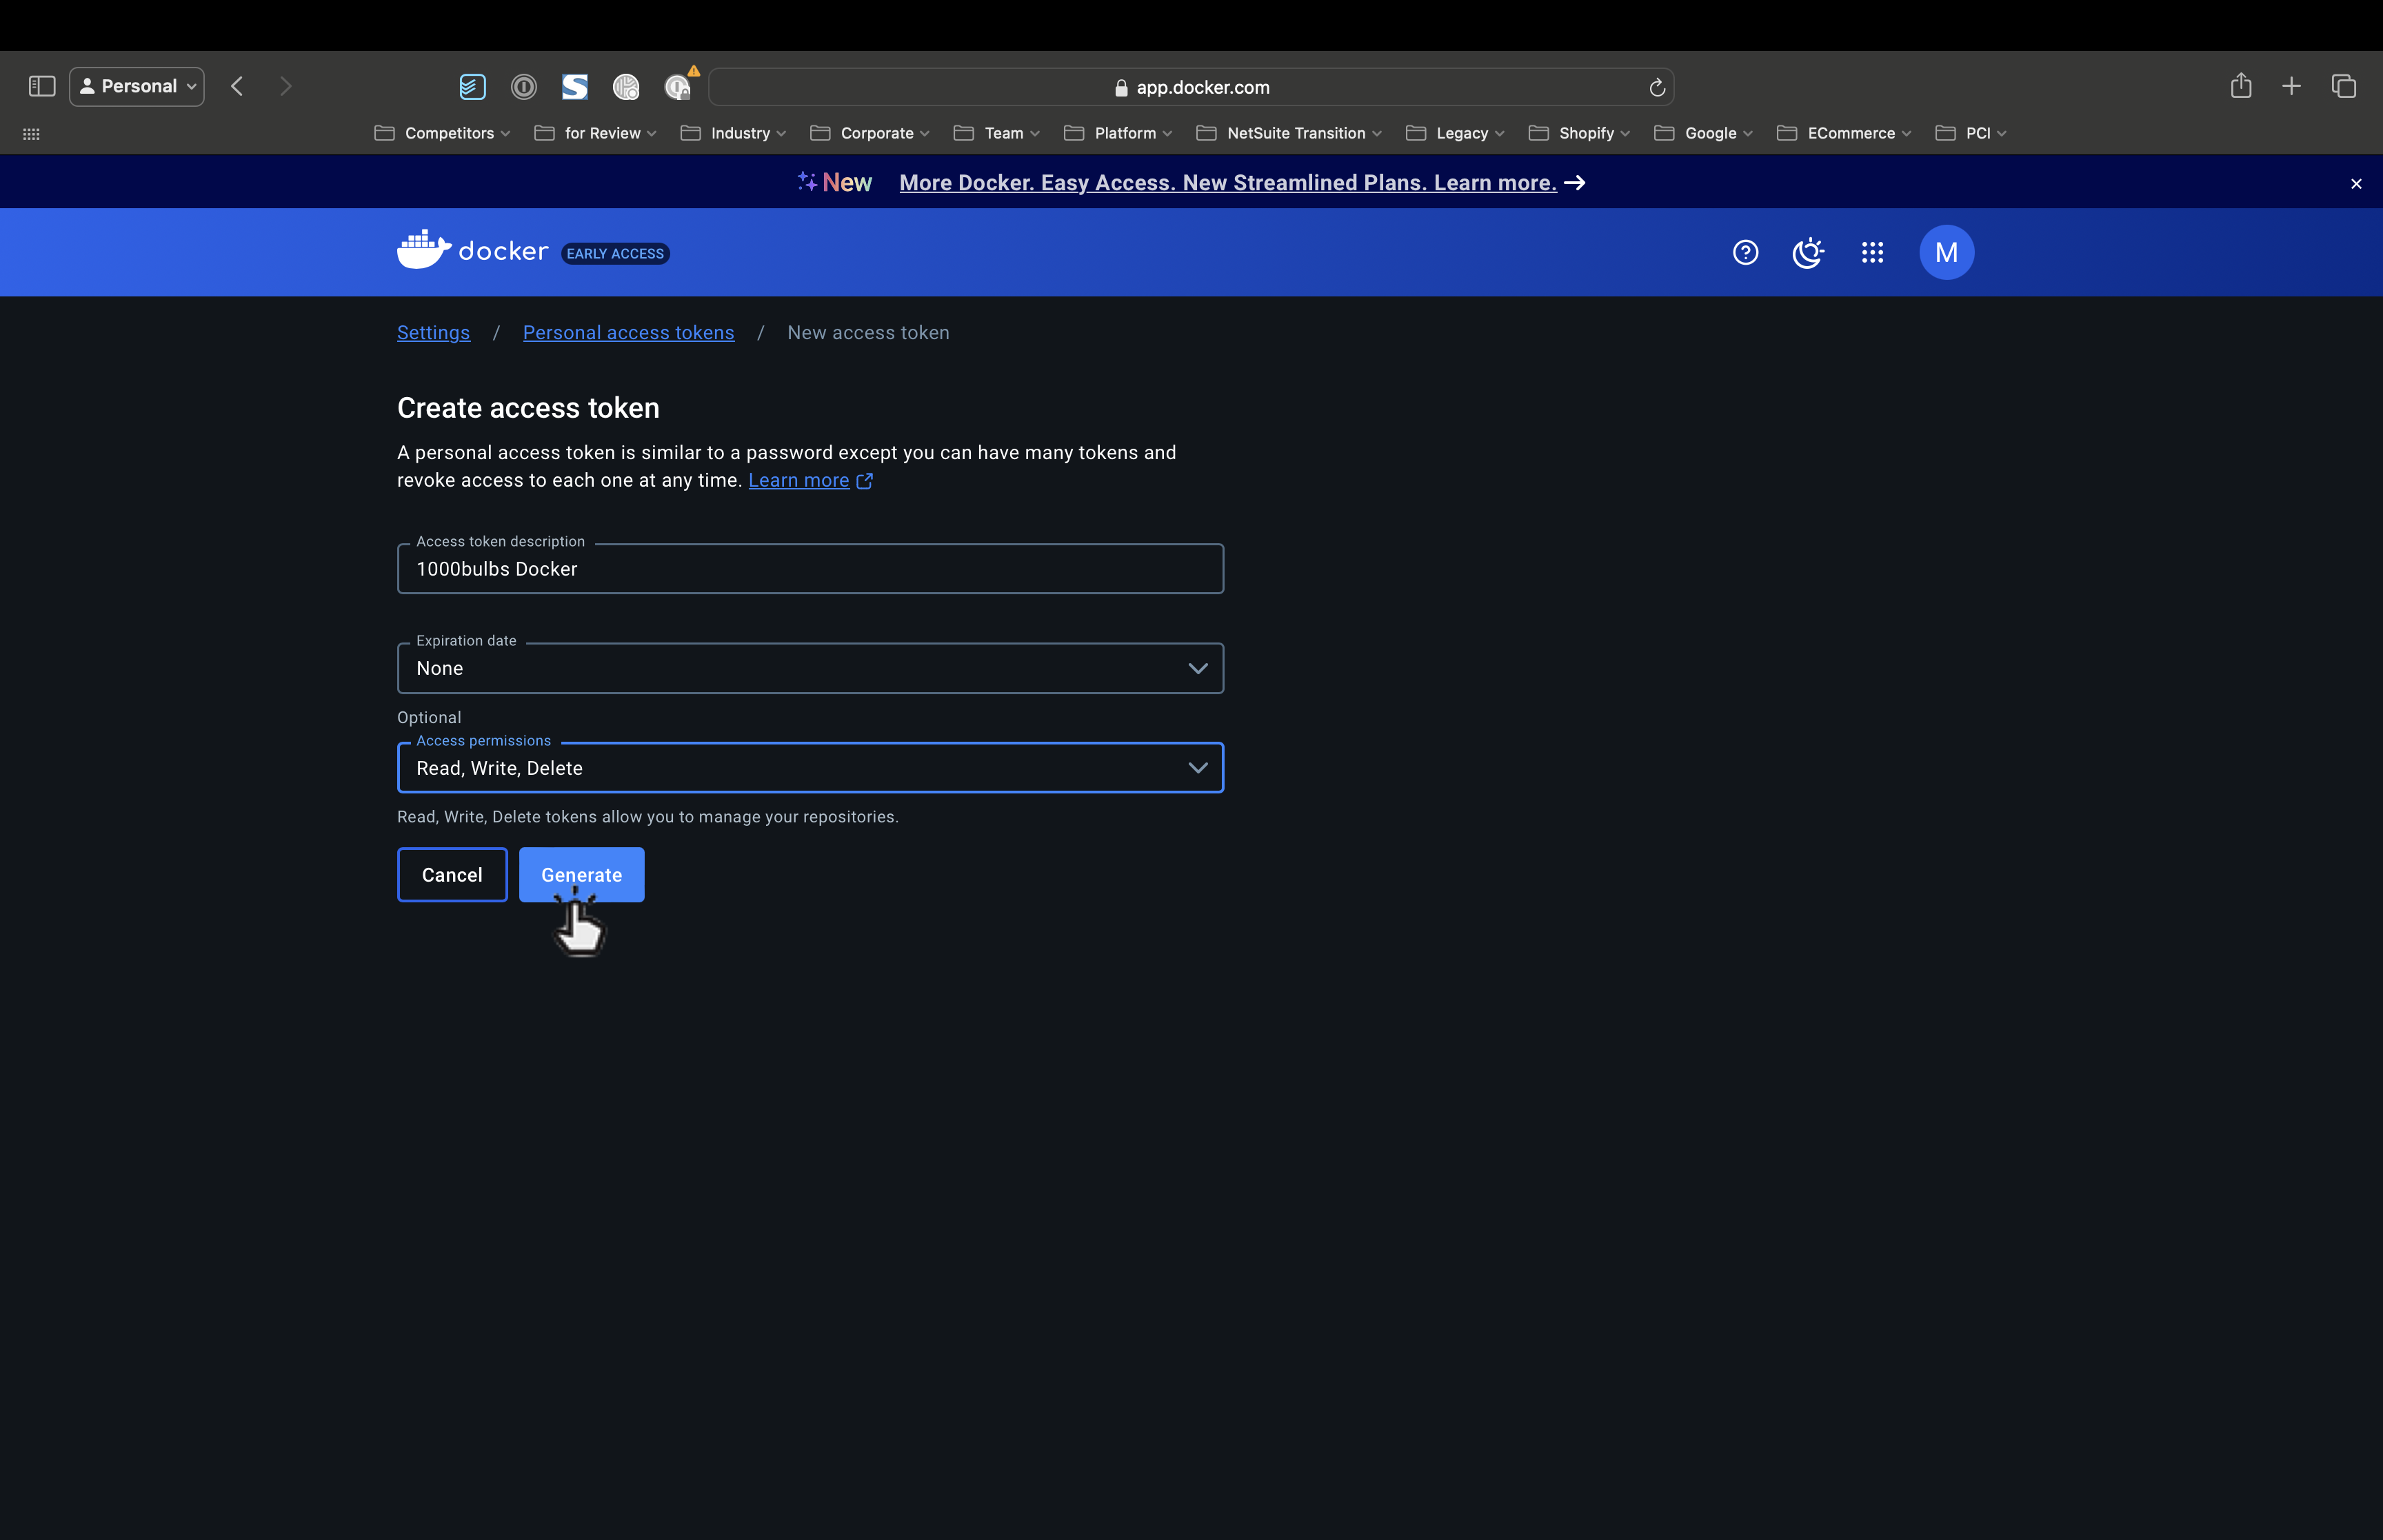 Personal
app.docker.com
Competitors for Review Industry Corporate Team Platform NetSuite Transition Legacy Shopify Google ECommerce PCI
New More Docker. Easy Access. New Streamlined Plans. Learn more.
docker EARLY ACCESS M
Settings / Personal access tokens / New access token
Create access token
A personal access token is similar to a password except you can have many tokens and
revoke access to each one at any time. Learn more
Access token description
1000bulbs Docker
Expiration date
None
Optional
Access permissions
Read, Write, Delete
Read, Write, Delete tokens allow you to manage your repositories.
Cancel Generate